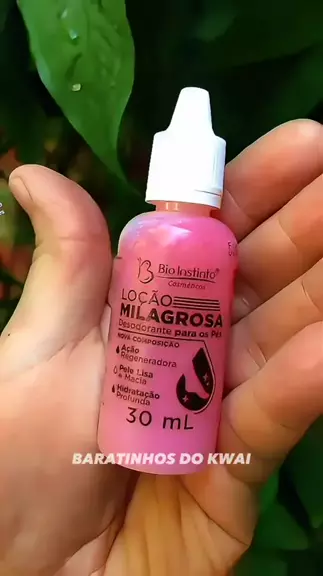 Bio Instinto®
Cosméticos
LOÇÃO
MILAGROSA
Desodorante para os Pés
NOVA COMPOSIÇÃO
Ação
Regeneradora
Pele Lisa
e Macia
Hidratação
Profunda
30 mL
BARATINHOS DO KWAI